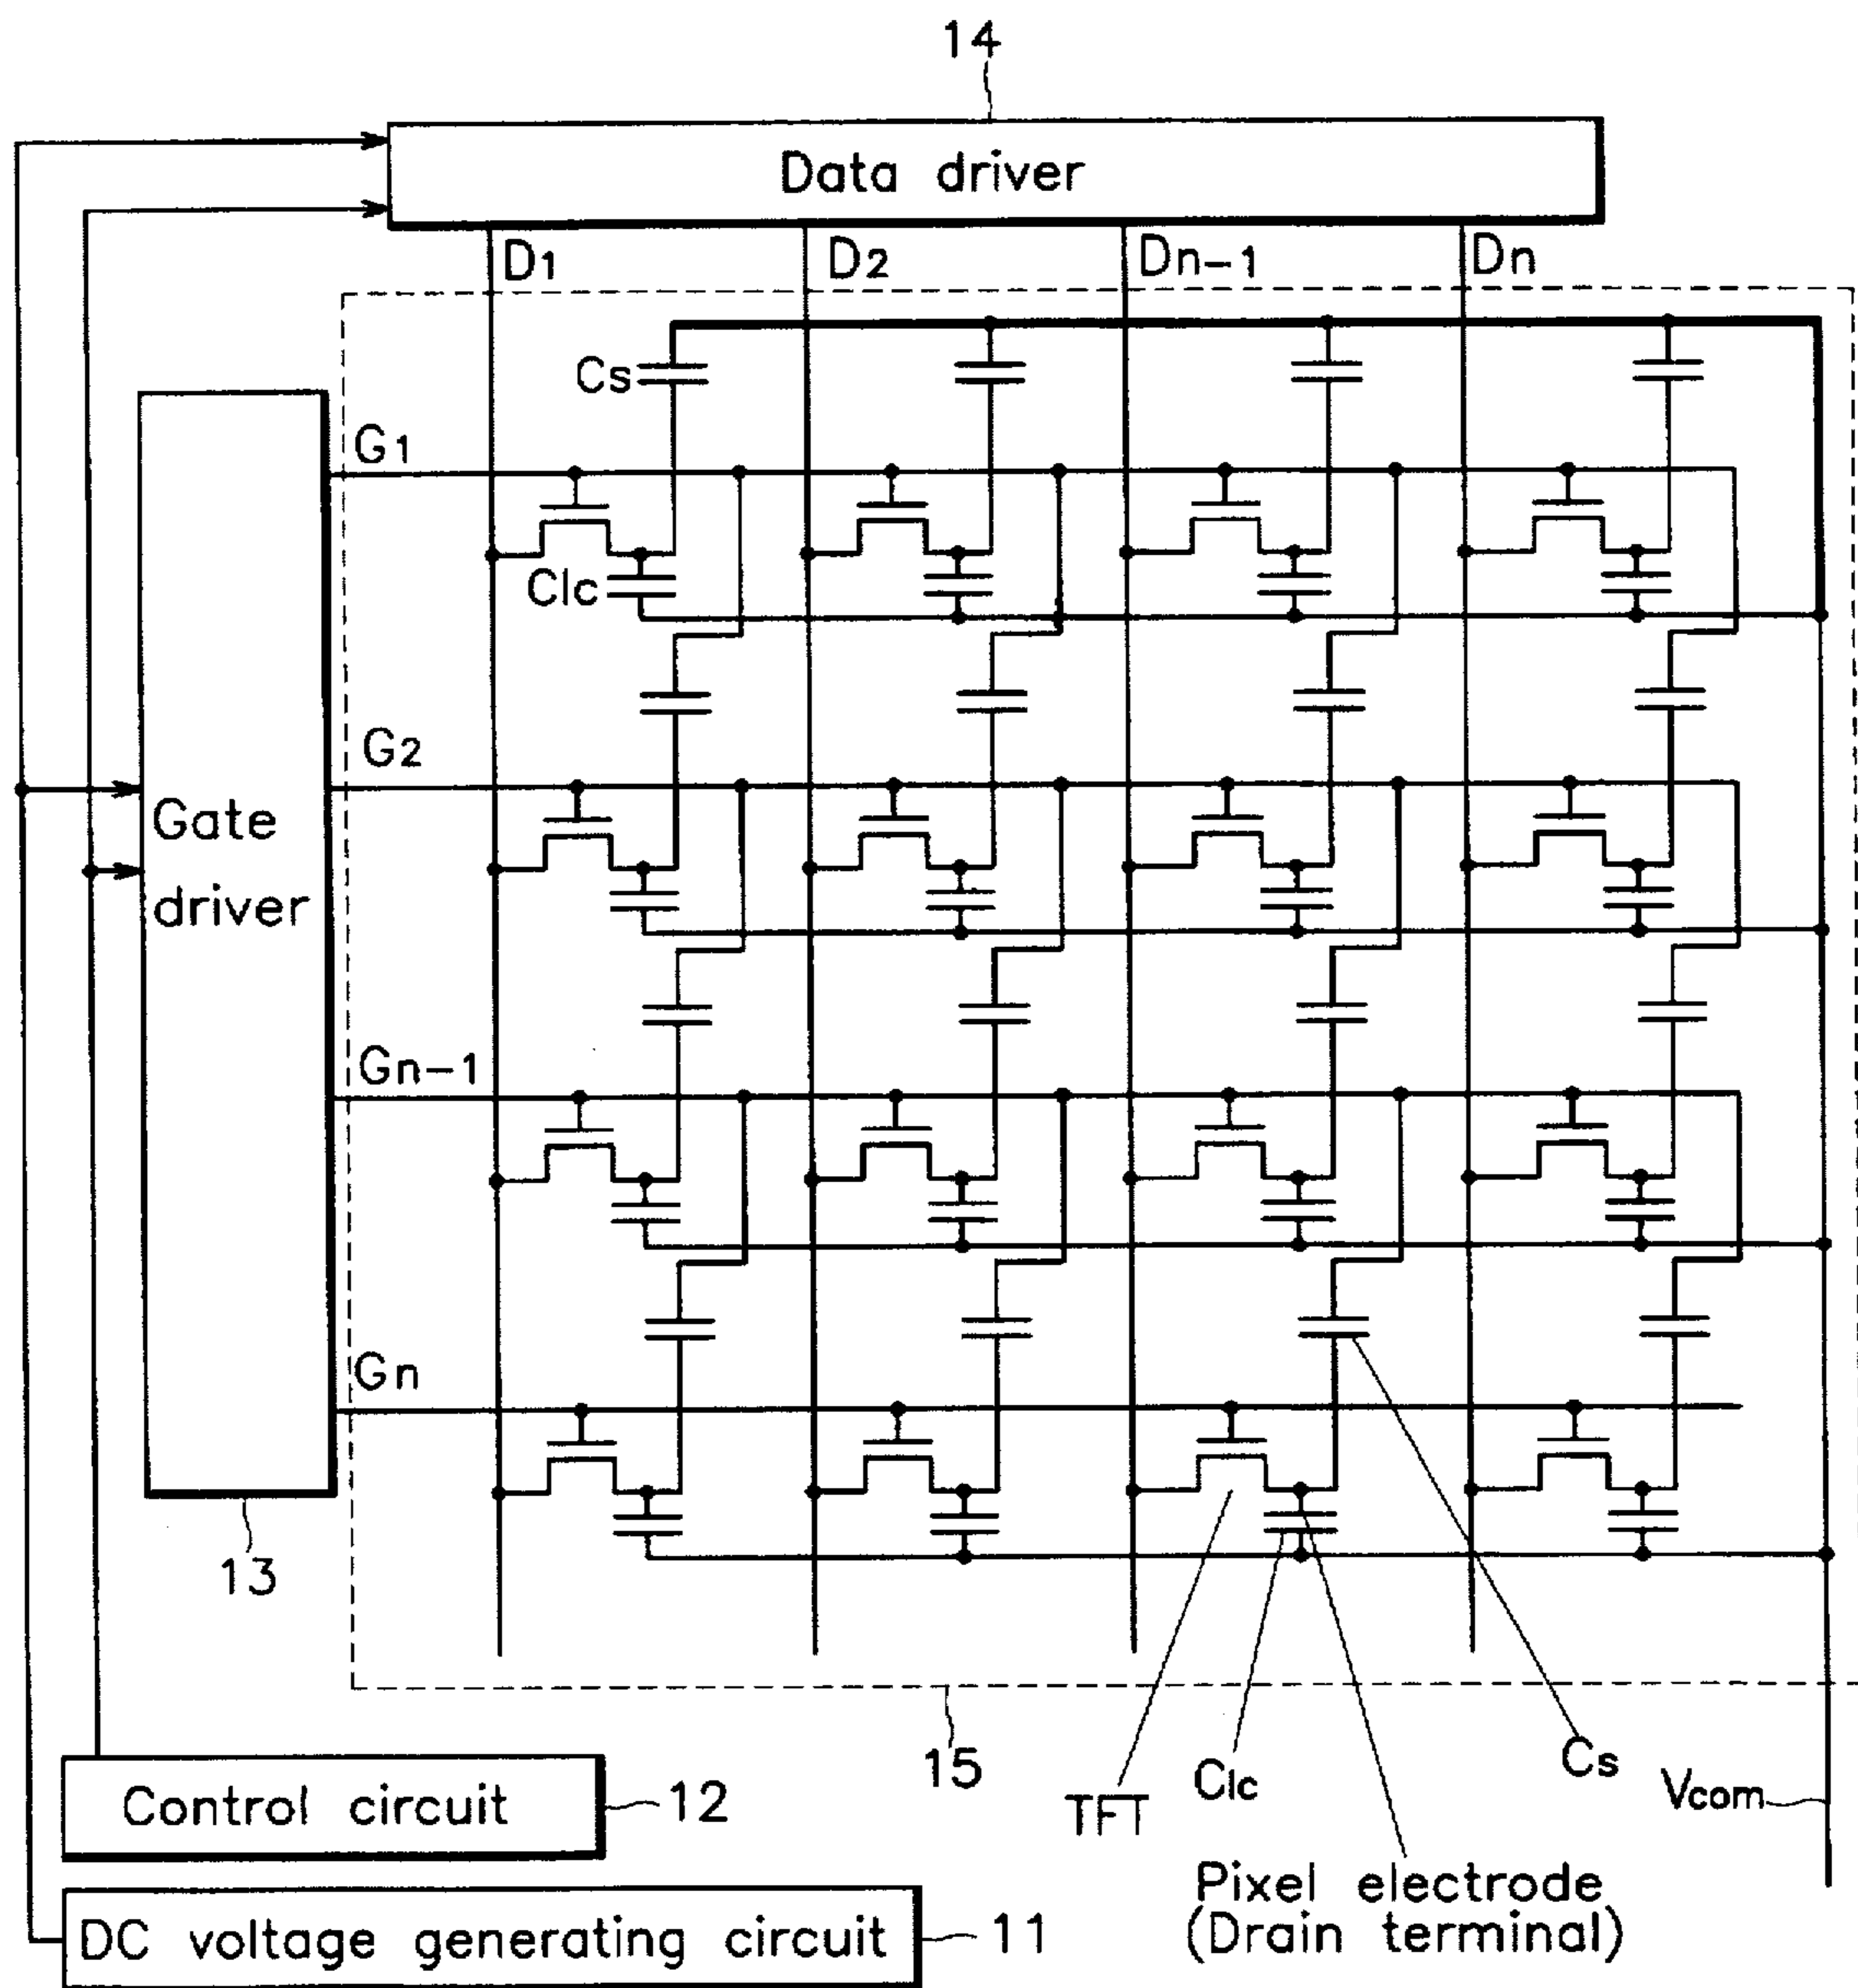 14
Data driver
D1
D2
Dn-1
Dn
Cs
G1
Clc
G2
Gate
driver
Gn-1
Gn
13
15
TFT
Clc
Cs
Vcom
Control circuit
12
Pixel electrode
(Drain terminal)
DC voltage generating circuit
11